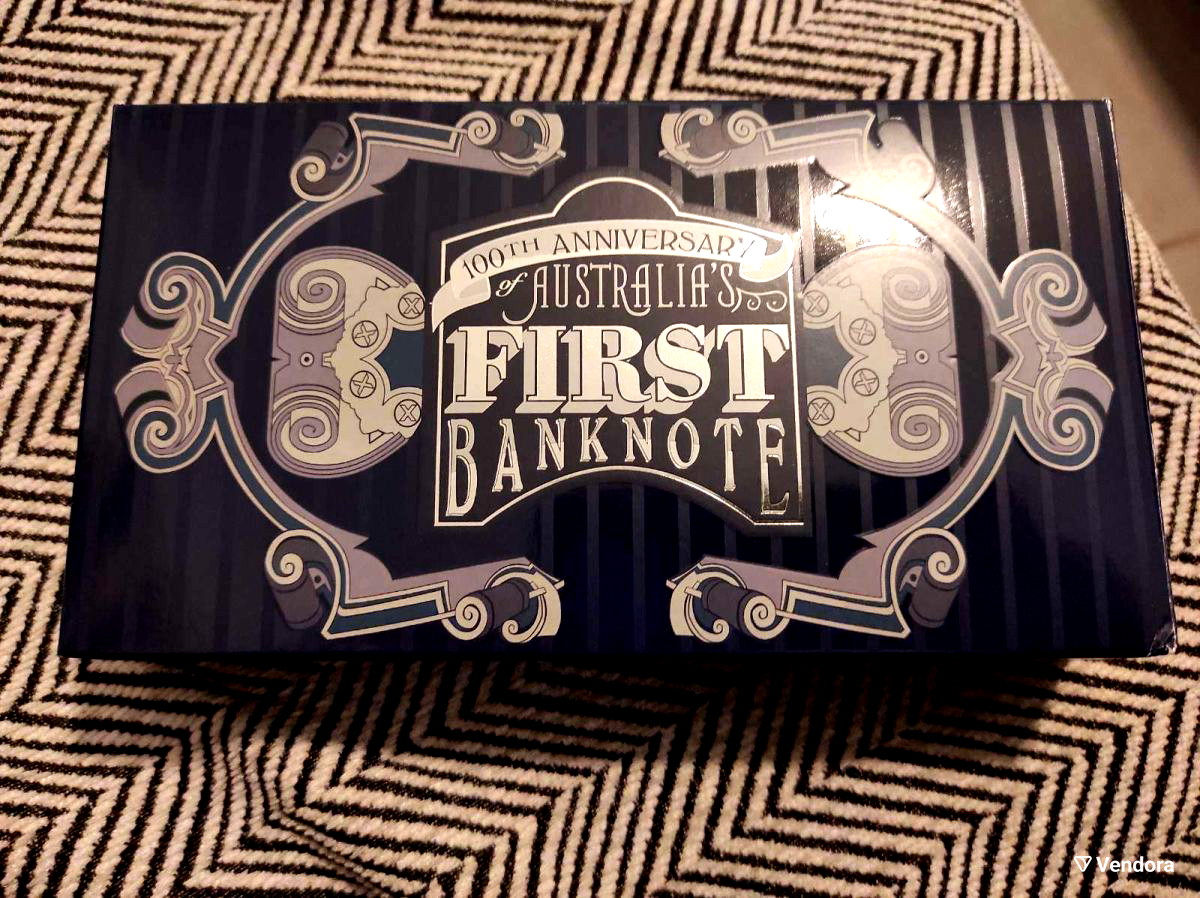 100TH ANNIVERSARY
of AUSTRALIA'S
FIRST
BANKNOTE
Vendora